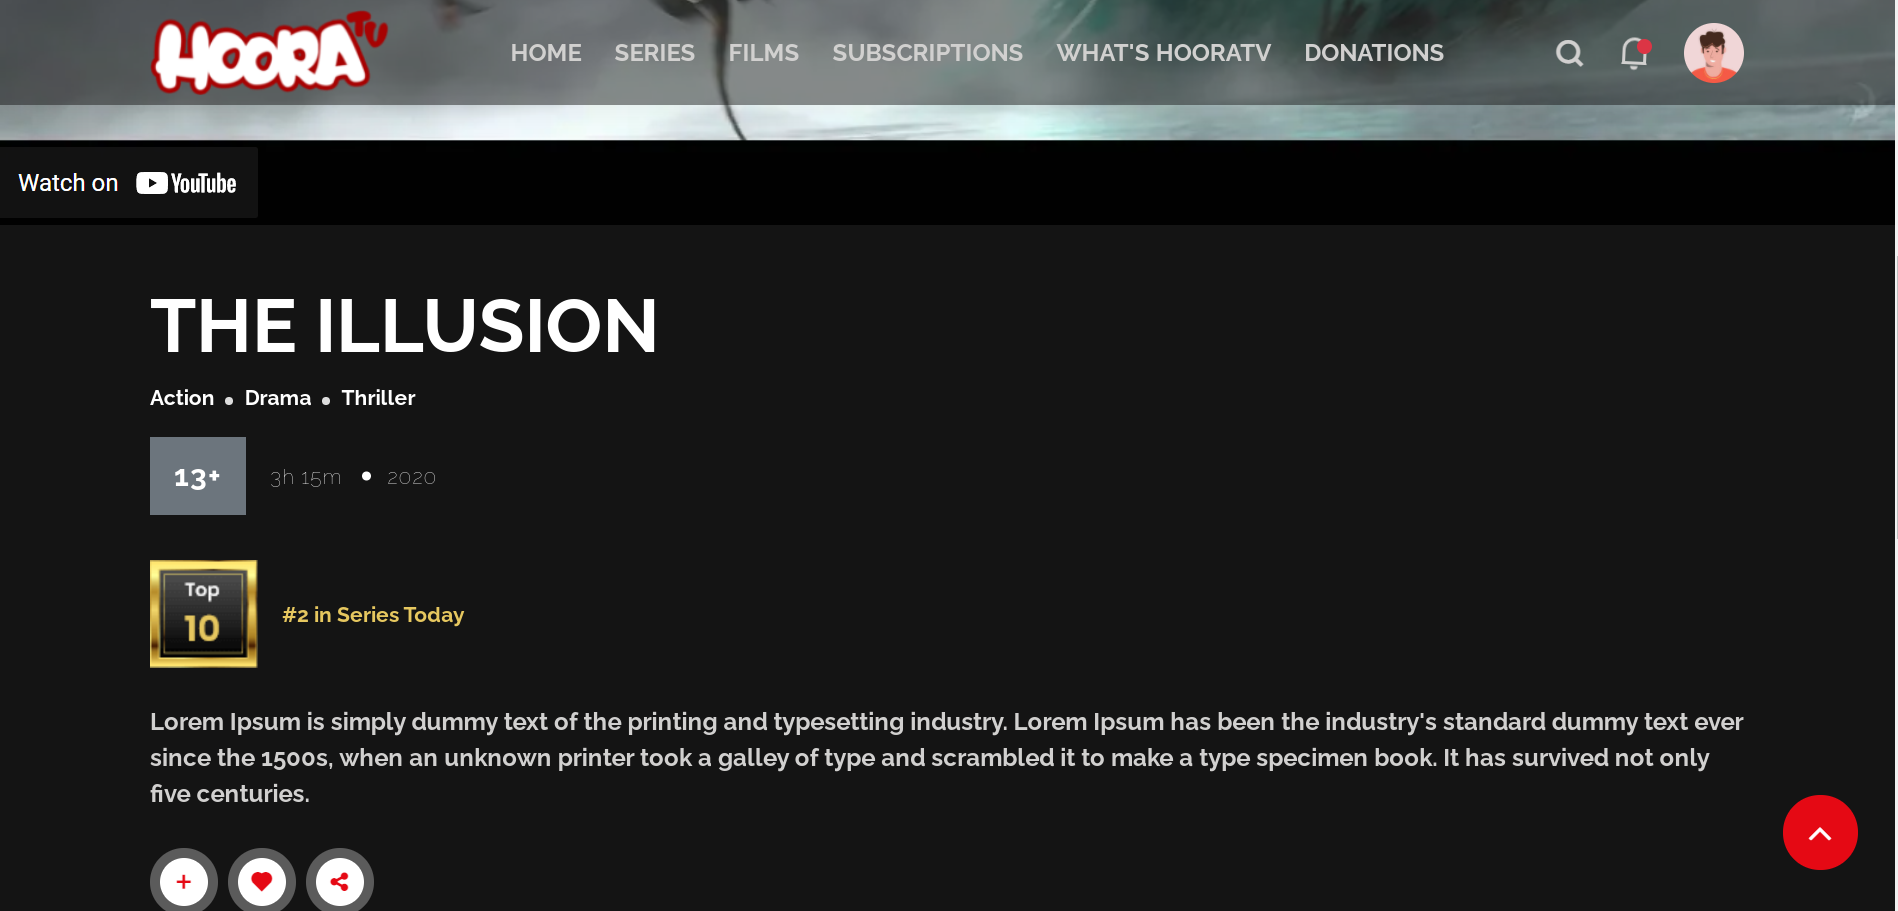 HOORA TV
HOME SERIES FILMS SUBSCRIPTIONS WHAT'S HOORATV DONATIONS
Watch on YouTube
THE ILLUSION
Action • Drama • Thriller
13+ 3h 15m • 2020
Top
10
#2 in Series Today
Lorem Ipsum is simply dummy text of the printing and typesetting industry. Lorem Ipsum has been the industry's standard dummy text ever
since the 1500s, when an unknown printer took a galley of type and scrambled it to make a type specimen book. It has survived not only
five centuries.